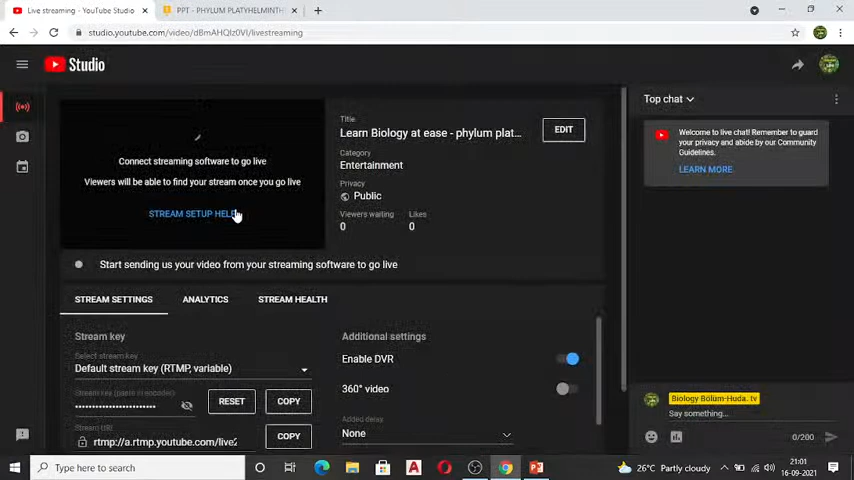 Live streaming - YouTube Studio
PPT - PHYLUM PLATYHELMINTH
studio.youtube.com/video/dBmAHQIz0VI/livestreaming
Studio
Connect streaming software to go live
Viewers will be able to find your stream once you go live
STREAM SETUP HELP
Title
Learn Biology at ease - phylum plat...
EDIT
Category
Entertainment
Privacy
Public
Viewers waiting
Likes
0
0
Start sending us your video from your streaming software to go live
STREAM SETTINGS
ANALYTICS
STREAM HEALTH
Stream key
Select stream key
Default stream key (RTMP, variable)
Stream key (paste in encoder)
RESET
COPY
Stream URL
rtmp://a.rtmp.youtube.com/live2
COPY
Additional settings
Enable DVR
360° video
Added delay
None
Top chat
Welcome to live chat! Remember to guard
your privacy and abide by our Community
Guidelines.
LEARN MORE
Biology Bölüm-Huda. tv
Say something...
0/200
Type here to search
26°C Partly cloudy
21:01
16-09-2021